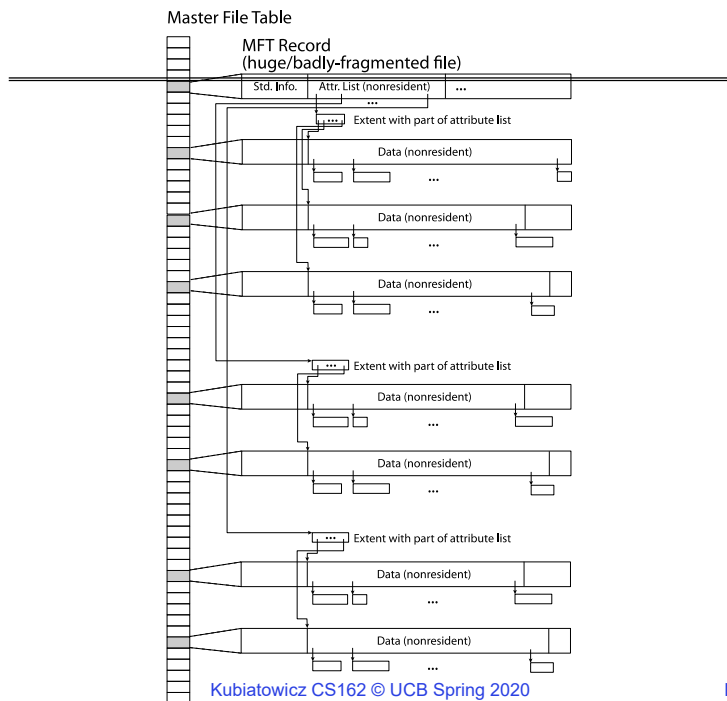 Master File Table
MFT Record
(huge/badly-fragmented file)
Std. Info.
Attr. List (nonresident)
...
...
...
Extent with part of attribute list
Data (nonresident)
...
Data (nonresident)
...
Data (nonresident)
...
...
Extent with part of attribute list
Data (nonresident)
...
Data (nonresident)
...
...
Extent with part of attribute list
Data (nonresident)
...
Data (nonresident)
...
Kubiatowicz CS162 © UCB Spring 2020